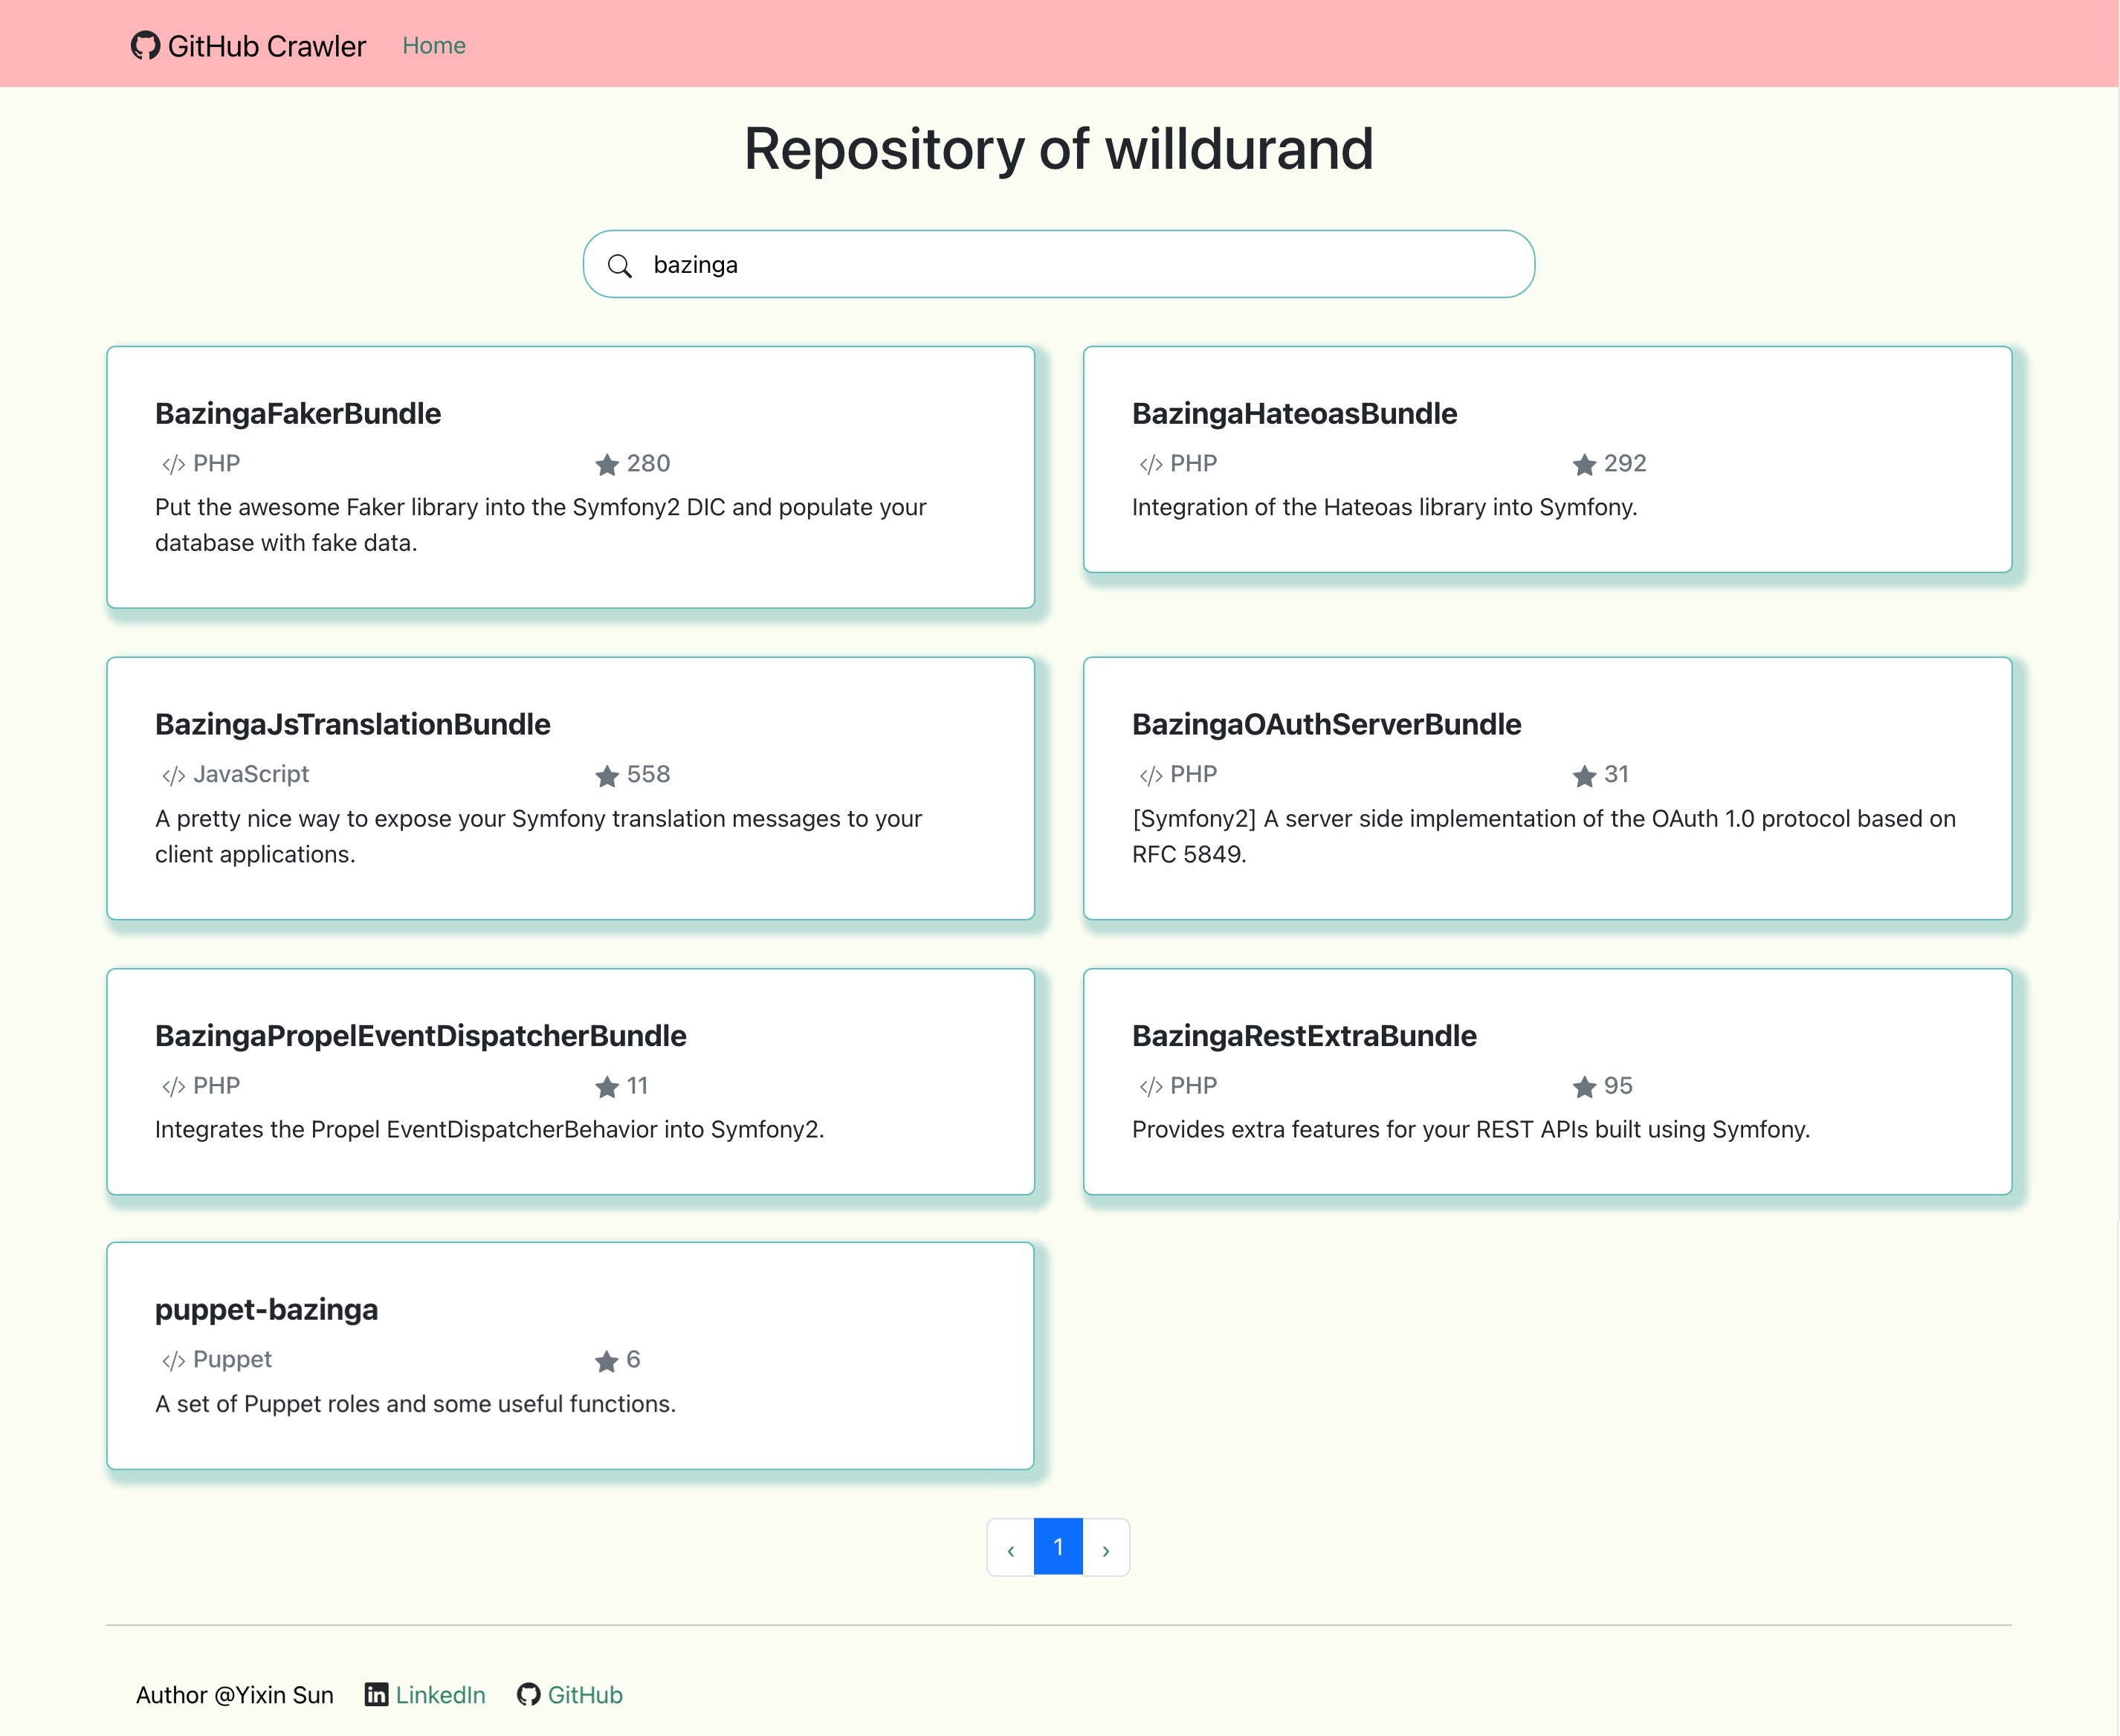 GitHub Crawler Home
Repository of willdurand
bazinga
BazingaFakerBundle
</> PHP ★ 280
Put the awesome Faker library into the Symfony2 DIC and populate your
database with fake data.
BazingaHateoasBundle
</> PHP ★ 292
Integration of the Hateoas library into Symfony.
BazingaJsTranslationBundle
</> JavaScript ★ 558
A pretty nice way to expose your Symfony translation messages to your
client applications.
BazingaOAuthServerBundle
</> PHP ★ 31
[Symfony2] A server side implementation of the OAuth 1.0 protocol based on
RFC 5849.
BazingaPropelEventDispatcherBundle
</> PHP ★ 11
Integrates the Propel EventDispatcherBehavior into Symfony2.
BazingaRestExtraBundle
</> PHP ★ 95
Provides extra features for your REST APIs built using Symfony.
puppet-bazinga
</> Puppet ★ 6
A set of Puppet roles and some useful functions.
‹ 1 ›
Author @Yixin Sun LinkedIn GitHub